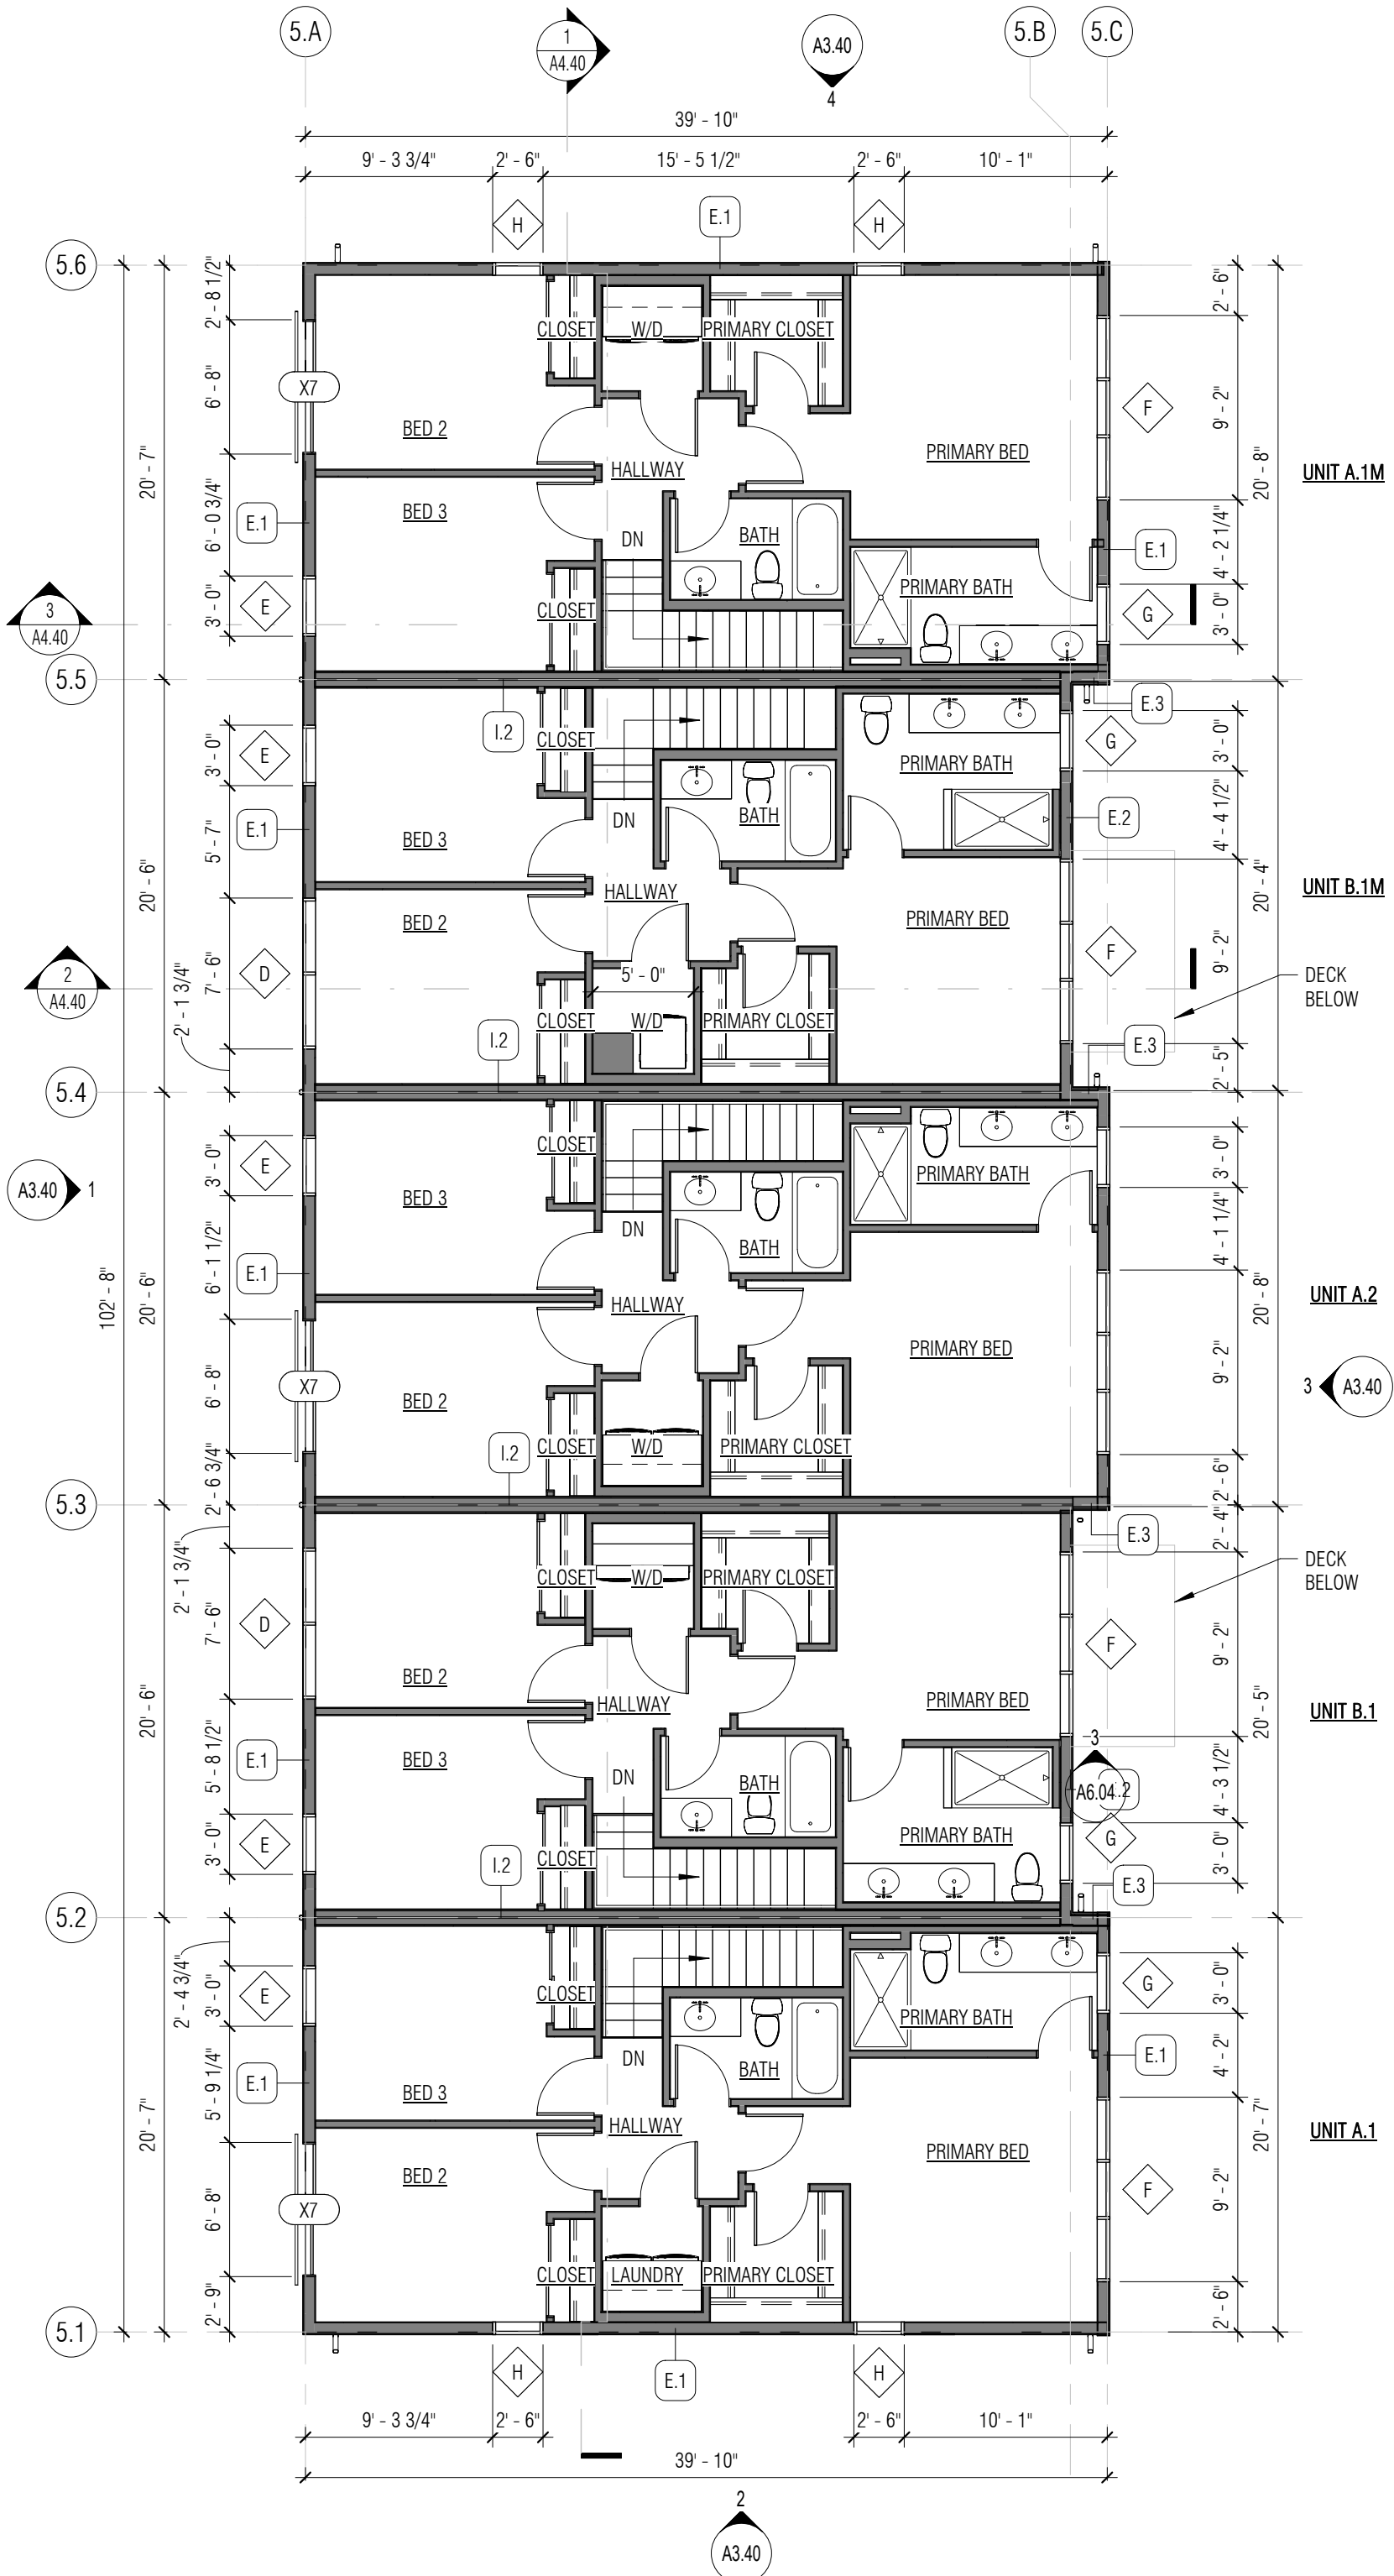 5.A
5.B
5.C
1
A4.40
A3.40
4
39' - 10"
9' - 3 3/4"
2' - 6"
15' - 5 1/2"
2' - 6"
10' - 1"
H
E.1
H
5.6
2' - 8 1/2"
6' - 8"
X7
20' - 7"
6' - 0 3/4"
E.1
3' - 0"
E
3
A4.40
CLOSET
W/D
PRIMARY CLOSET
BED 2
HALLWAY
PRIMARY BED
BED 3
DN
BATH
PRIMARY BATH
CLOSET
2' - 6"
F
9' - 2"
20' - 8"
UNIT A.1M
4' - 2 1/4"
E.1
G
3' - 0"
5.5
I.2
E.3
3' - 0"
E
5' - 7"
E.1
20' - 6"
7' - 6"
D
2' - 1 3/4"
2
A4.40
CLOSET
PRIMARY BATH
BATH
DN
BED 3
HALLWAY
BED 2
PRIMARY BED
5' - 0"
CLOSET
W/D
PRIMARY CLOSET
I.2
G
3' - 0"
E.2
4' - 4 1/2"
20' - 4"
UNIT B.1M
F
9' - 2"
DECK
BELOW
E.3
2' - 5"
5.4
A3.40
1
3' - 0"
E
6' - 1 1/2"
E.1
102' - 8"
20' - 6"
6' - 8"
X7
2' - 6 3/4"
CLOSET
PRIMARY BATH
BED 3
DN
BATH
HALLWAY
PRIMARY BED
BED 2
CLOSET
W/D
PRIMARY CLOSET
I.2
3' - 0"
4' - 1 1/4"
UNIT A.2
20' - 8"
9' - 2"
3
A3.40
2' - 6"
5.3
E.3
2' - 4"
2' - 1 3/4"
7' - 6"
D
20' - 6"
5' - 8 1/2"
E.1
3' - 0"
E
CLOSET
W/D
PRIMARY CLOSET
BED 2
HALLWAY
PRIMARY BED
BED 3
DN
BATH
PRIMARY BATH
CLOSET
I.2
DECK
BELOW
F
9' - 2"
20' - 5"
UNIT B.1
3
A6.04
.2
4' - 3 1/2"
G
3' - 0"
E.3
5.2
2' - 4 3/4"
3' - 0"
E
5' - 9 1/4"
E.1
20' - 7"
6' - 8"
X7
2' - 9"
CLOSET
PRIMARY BATH
DN
BATH
BED 3
HALLWAY
PRIMARY BED
BED 2
CLOSET
LAUNDRY
PRIMARY CLOSET
G
3' - 0"
E.1
4' - 2"
20' - 7"
UNIT A.1
F
9' - 2"
2' - 6"
5.1
H
E.1
H
9' - 3 3/4"
2' - 6"
2' - 6"
10' - 1"
39' - 10"
2
A3.40